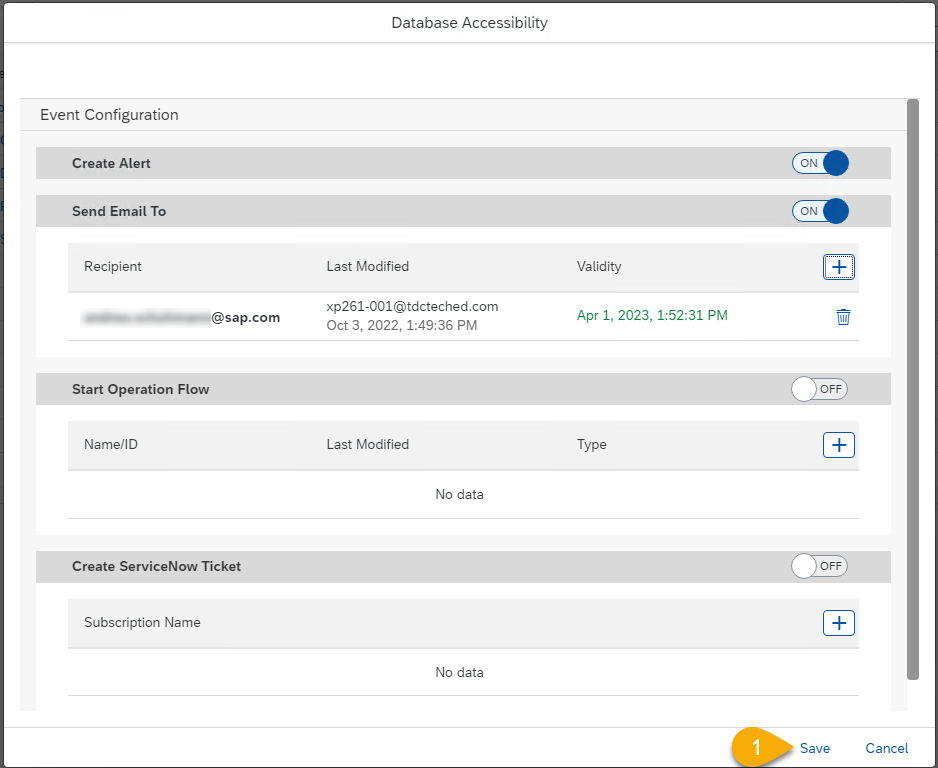 Database Accessibility
Event Configuration
Create Alert ON
Send Email To ON
Recipient Last Modified Validity
@sap.com xp261-001@tdcteched.com Apr 1, 2023, 1:52:31 PM
Oct 3, 2022, 1:49:36 PM
Start Operation Flow OFF
Name/ID Last Modified Type
No data
Create ServiceNow Ticket OFF
Subscription Name
No data
1 Save Cancel